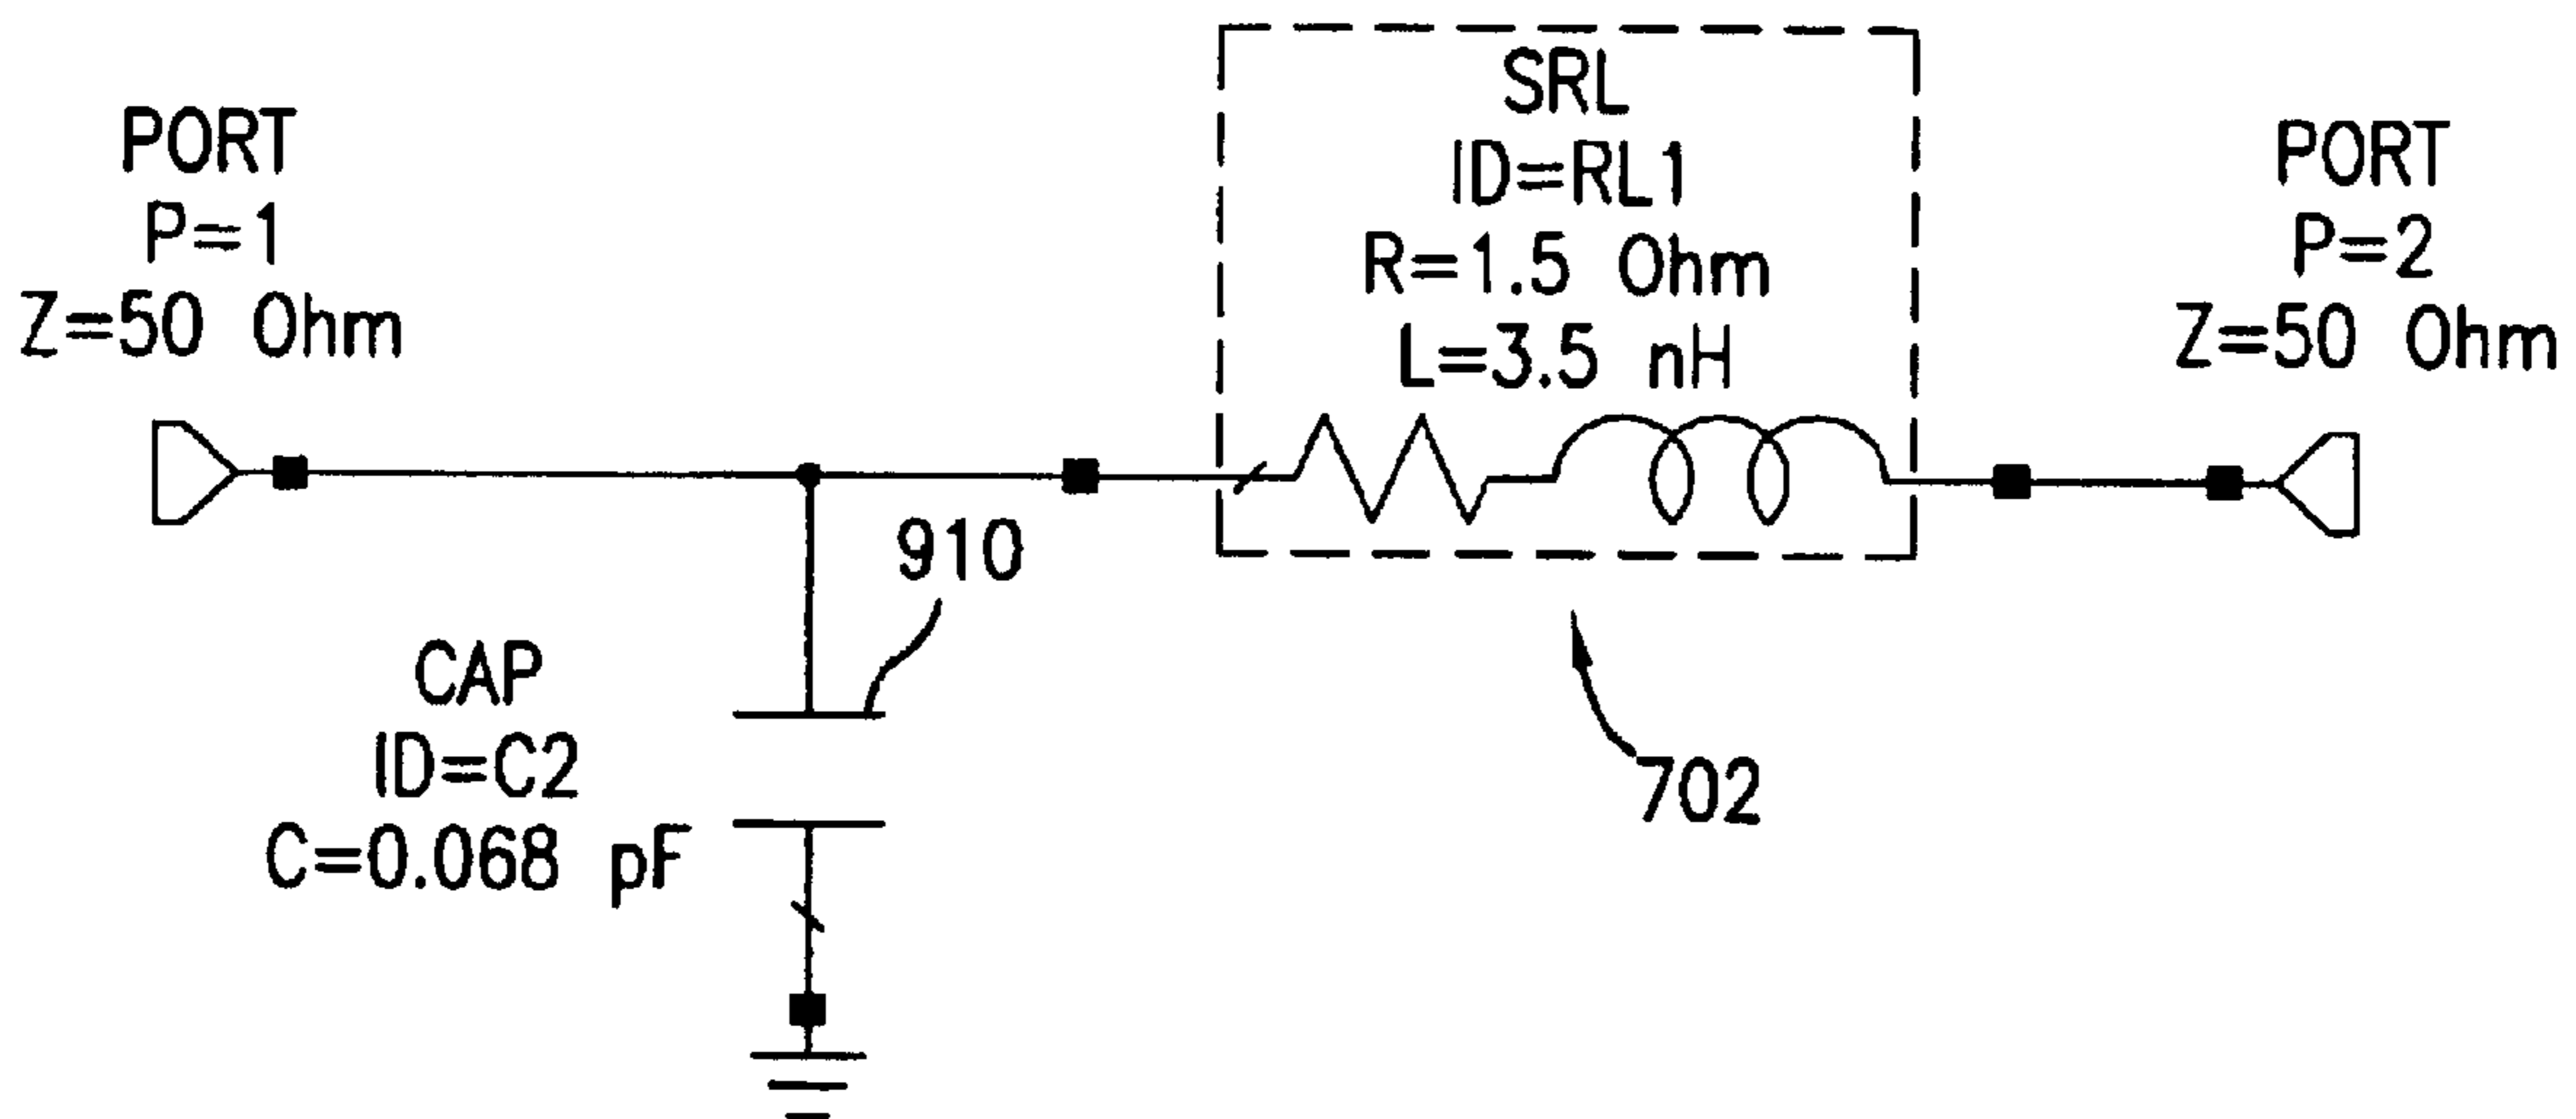 PORT
P=1
Z=50 Ohm
SRL
ID=RL1
R=1.5 Ohm
L=3.5 nH
PORT
P=2
Z=50 Ohm
910
CAP
ID=C2
C=0.068 pF
702